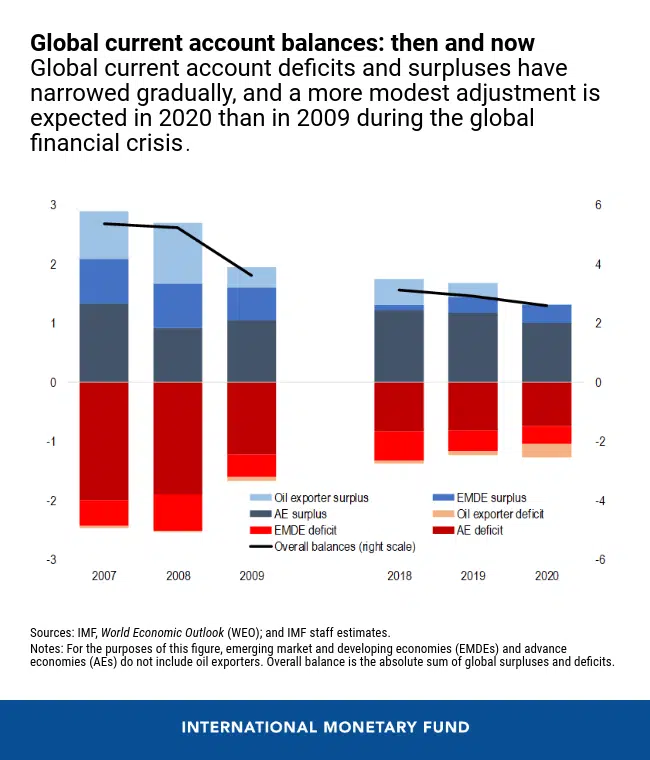 Global current account balances: then and now
Global current account deficits and surpluses have
narrowed gradually, and a more modest adjustment is
expected in 2020 than in 2009 during the global
financial crisis.
3 6
2 4
1 2
0 0
-1 -2
-2 -4
-3 -6
Oil exporter surplus EMDE surplus
AE surplus Oil exporter deficit
EMDE deficit AE deficit
Overall balances (right scale)
2007 2008 2009 2018 2019 2020
Sources: IMF, World Economic Outlook (WEO); and IMF staff estimates.
Notes: For the purposes of this figure, emerging market and developing economies (EMDEs) and advance
economies (AEs) do not include oil exporters. Overall balance is the absolute sum of global surpluses and deficits.
INTERNATIONAL MONETARY FUND